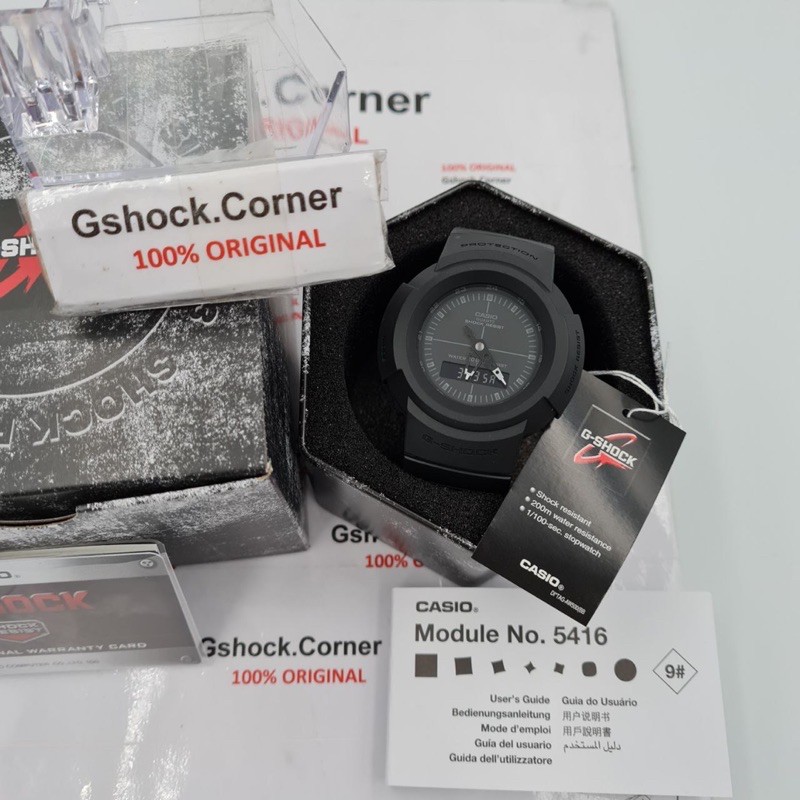 .Corner
100% ORIGINAL
Gshock.Corner
100% ORIGINAL
PROTECTION
CASIO
SHOCK RESIST
G-SHOCK
G-SHOCK
Shock resistant
200m water resistance
1/100-sec. stopwatch
CASIO®
SHOCK
RESIST
Gshock.Corner
100% ORIGINAL
CASIO®
Module No. 5416
9#
User's Guide Guia do Usuário
Bedienungsanleitung 用户说明书
Mode d'emploi 用戶說明書
Guía del usuario دليل المستخدم
Guida dell'utilizzatore